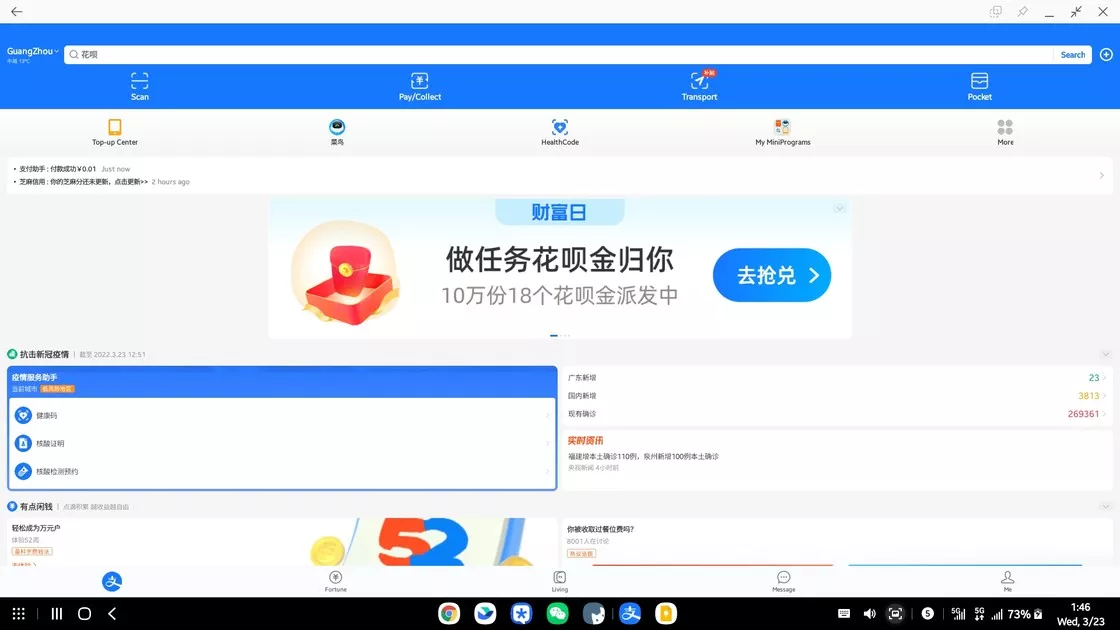 GuangZhou
花呗
Search
Scan
Pay/Collect
补贴
Transport
Pocket
Top-up Center
菜鸟
HealthCode
My MiniPrograms
More
支付助手：付款成功¥0.01 Just now
芝麻信用：你的芝麻分还未更新，点击更新>> 2 hours ago
财富日
做任务花呗金归你
10万份18个花呗金派发中
去抢兑
抗击新冠疫情 | 截至 2022.3.23 12:51
疫情服务助手
当前城市
健康码
核酸证明
核酸检测预约
广东新增 23
国内新增 3813
现有确诊 269361
实时资讯
福建增本土确诊110例，泉州新增100例本土确诊
央视新闻 4小时前
有点闲钱 | 点滴积累 越收益越自由
轻松成为万元户
体验52周
52
你被收取过餐位费吗?
8001人在讨论
热议话题
支
Fortune
Living
Message
Me
5
5G
5G
73%
1:46
Wed, 3/23